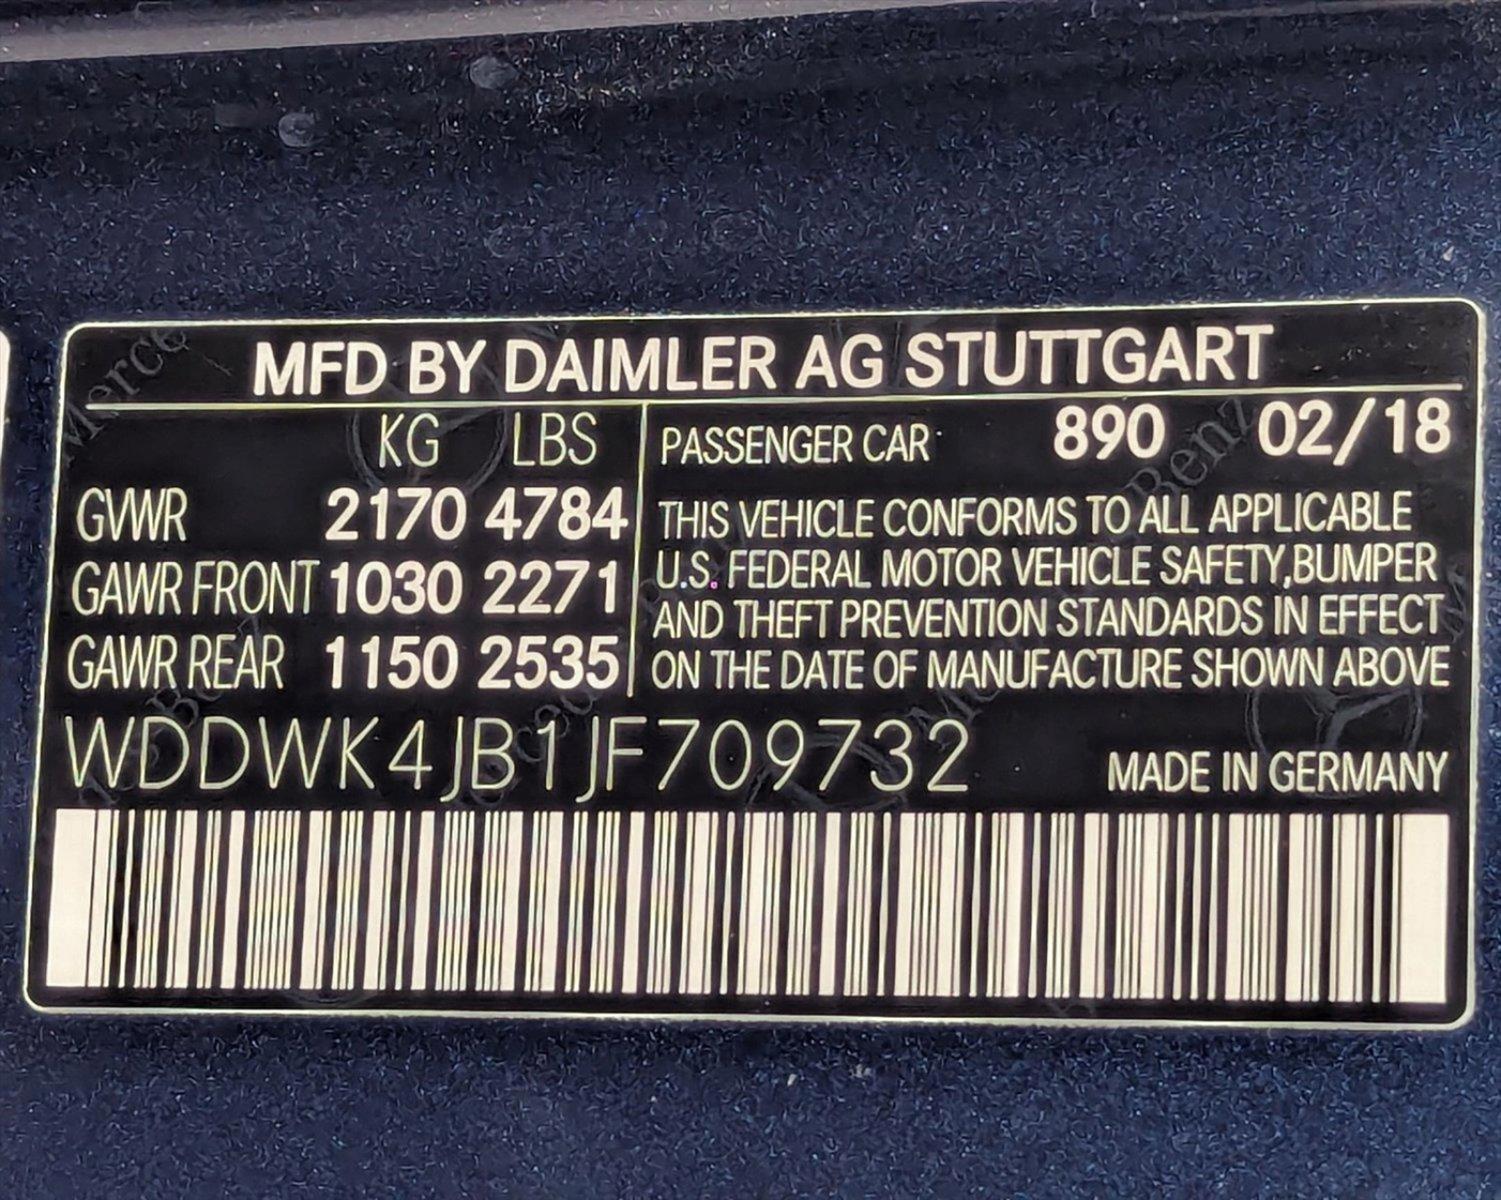 MFD BY DAIMLER AG STUTTGART
KG LBS
GVWR 2170 4784
GAWR FRONT 1030 2271
GAWR REAR 1150 2535
PASSENGER CAR 890 02/18
THIS VEHICLE CONFORMS TO ALL APPLICABLE
U.S. FEDERAL MOTOR VEHICLE SAFETY,BUMPER
AND THEFT PREVENTION STANDARDS IN EFFECT
ON THE DATE OF MANUFACTURE SHOWN ABOVE
WDDWK4JB1JF709732
MADE IN GERMANY